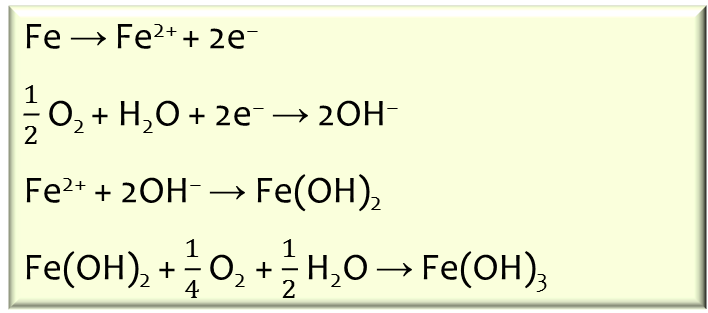 Fe ⟶ Fe²⁺ + 2e⁻
1/2 O₂ + H₂O + 2e⁻ ⟶ 2OH⁻
Fe²⁺ + 2OH⁻ ⟶ Fe(OH)₂
Fe(OH)₂ + 1/4 O₂ + 1/2 H₂O ⟶ Fe(OH)₃